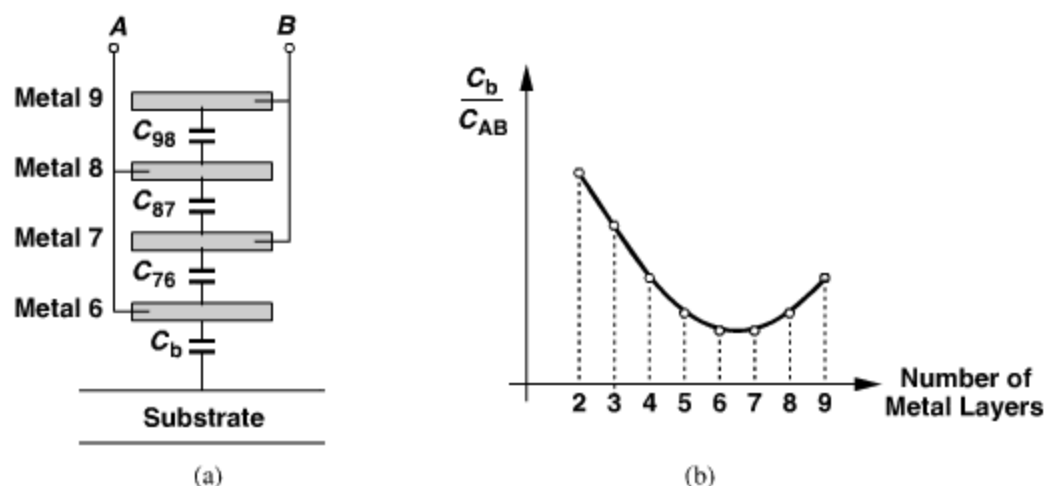 A
B
Metal 9
C98
Metal 8
C87
Metal 7
C76
Metal 6
Cb
Substrate
(a)
Cb
CAB
2 3 4 5 6 7 8 9
Number of
Metal Layers
(b)